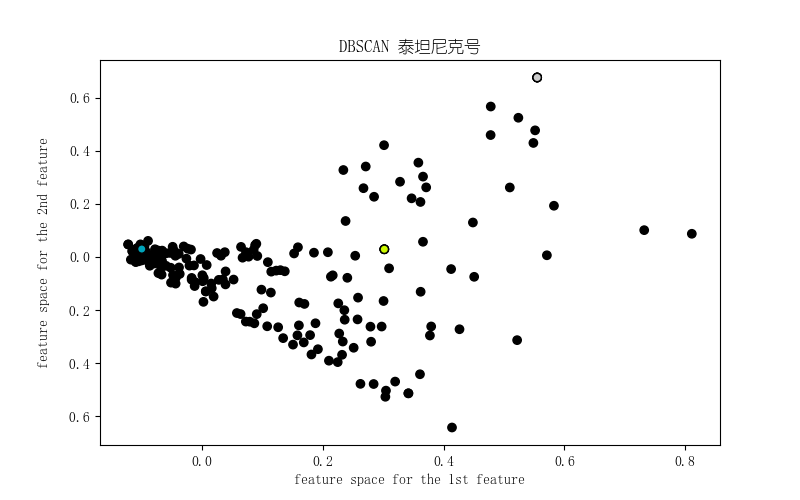 DBSCAN 泰坦尼克号
feature space for the 2nd feature
0.6
0.4
0.2
0.0
0.2
0.4
0.6
0.0 0.2 0.4 0.6 0.8
feature space for the 1st feature